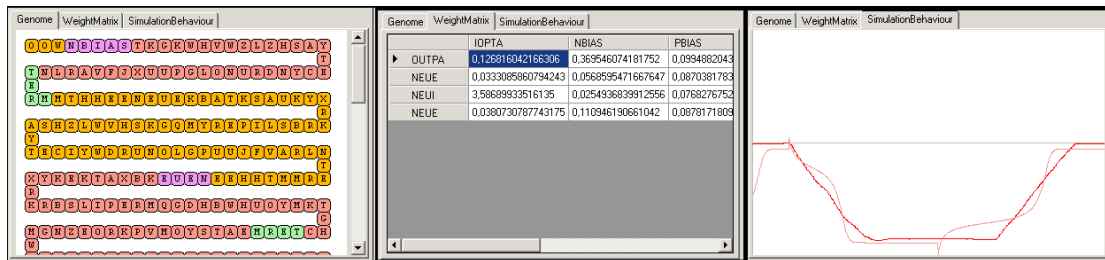 Genome WeightMatrix SimulationBehaviour
OOWNBIASTKGKWHVWZLZHSAY
T
TNLRAVFJXUUPGLONURDNYCE
E
RMMTHHEENEUEKBATKSAUKYX
R
ASHZLWVHSKGQMYREPILSBRK
Y
TECIYWDRUNOLGPUUJFVARLN
T
XYKEKTAXBKEUENEEHHTMMRE
R
KRBSLIPERMQGDHBWHUOYMKT
G
MGNZEORKPVMOYSTAEMRETCH
W
Genome WeightMatrix SimulationBehaviour
IOPTA NBIAS PBIAS
OUTPA 0,126816042166306 0,369546074181752 0,0994882043
NEUE 0,0333085860794243 0,0568595471667647 0,0870381783
NEUI 3,58689933516135 0,0254936839912556 0,0768276752
NEUE 0,0380730787743175 0,110946190661042 0,0878171809
Genome WeightMatrix SimulationBehaviour